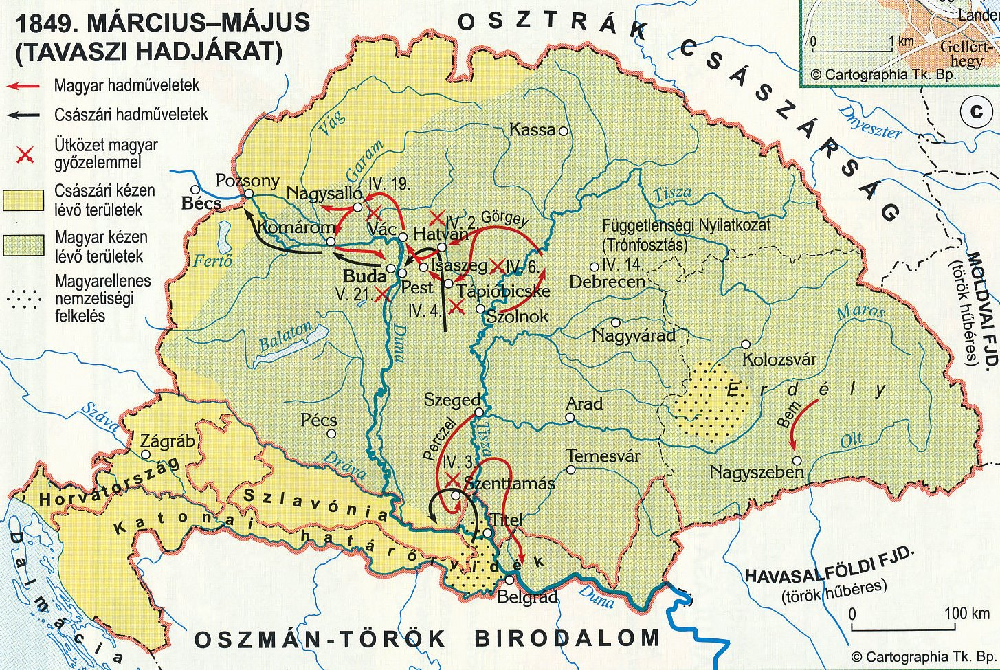 1849. MÁRCIUS–MÁJUS
(TAVASZI HADJÁRAT)
Magyar hadműveletek
Császári hadműveletek
Ütközet magyar
győzelemmel
Császári kézen
lévő területek
Magyar kézen
lévő területek
Magyarellenes
nemzetiségi
felkelés
OSZTRÁK CSÁSZÁRSÁG
Lander
Gellért-
hegy
0 1 km
© Cartographia Tk. Bp.
C
Dnyeszter
MOLDVAI FJD.
(török hűbéres)
Vág
Garam
Kassa
Tisza
Pozsony
Bécs
Nagysalló
IV. 19.
Komárom
Vác
Hatvan
IV. 2.
Görgey
Függetlenségi Nyilatkozat
(Trónfosztás)
IV. 14.
Debrecen
Fertő
Buda
Pest
Isaszeg
IV. 6.
Tápióbicske
V. 21.
IV. 4.
Szolnok
Nagyvárad
Maros
Balaton
Duna
Kolozsvár
Erdély
Bem
Olt
Nagyszeben
Szeged
Arad
Perczel
Tisza
Temesvár
Pécs
Dráva
Száva
Zágráb
IV. 3.
Szenttamás
Titel
Horvátország
Szlavónia
Katonai határőrvidék
Dalmácia
Belgrád
Duna
HAVASALFÖLDI FJD.
(török hűbéres)
OSZMÁN-TÖRÖK BIRODALOM
0 100 km
© Cartographia Tk. Bp.